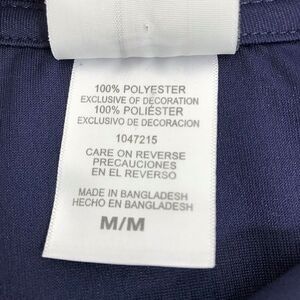 100% POLYESTER
EXCLUSIVE OF DECORATION
100% POLIÉSTER
EXCLUSIVO DE DECORACION
1047215
CARE ON REVERSE
PRECAUCIONES
EN EL REVERSO
MADE IN BANGLADESH
HECHO EN BANGLADESH
M/M